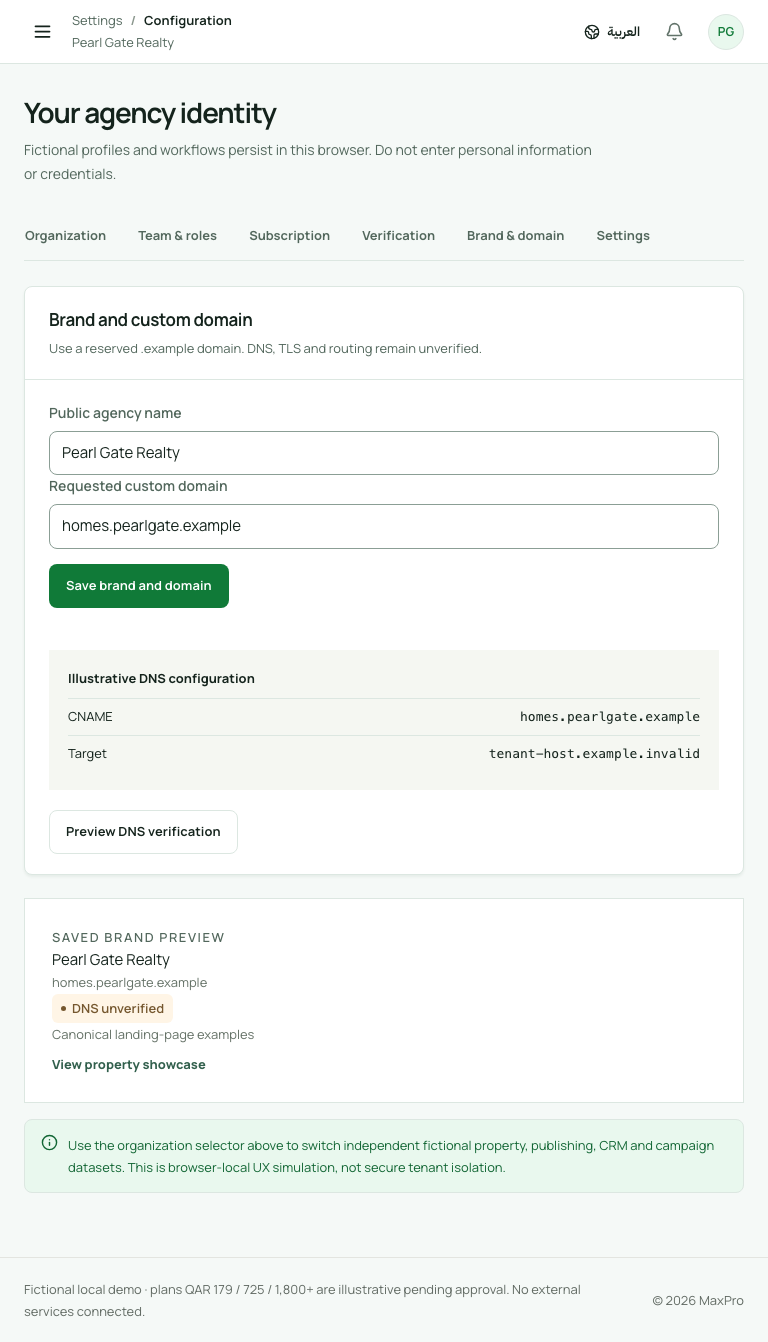 Settings / Configuration
Pearl Gate Realty
العربية
PG
Your agency identity
Fictional profiles and workflows persist in this browser. Do not enter personal information
or credentials.
Organization Team & roles Subscription Verification Brand & domain Settings
Brand and custom domain
Use a reserved .example domain. DNS, TLS and routing remain unverified.
Public agency name
Pearl Gate Realty
Requested custom domain
homes.pearlgate.example
Save brand and domain
Illustrative DNS configuration
CNAME homes.pearlgate.example
Target tenant-host.example.invalid
Preview DNS verification
SAVED BRAND PREVIEW
Pearl Gate Realty
homes.pearlgate.example
DNS unverified
Canonical landing-page examples
View property showcase
Use the organization selector above to switch independent fictional property, publishing, CRM and campaign
datasets. This is browser-local UX simulation, not secure tenant isolation.
Fictional local demo · plans QAR 179 / 725 / 1,800+ are illustrative pending approval. No external
services connected.
© 2026 MaxPro